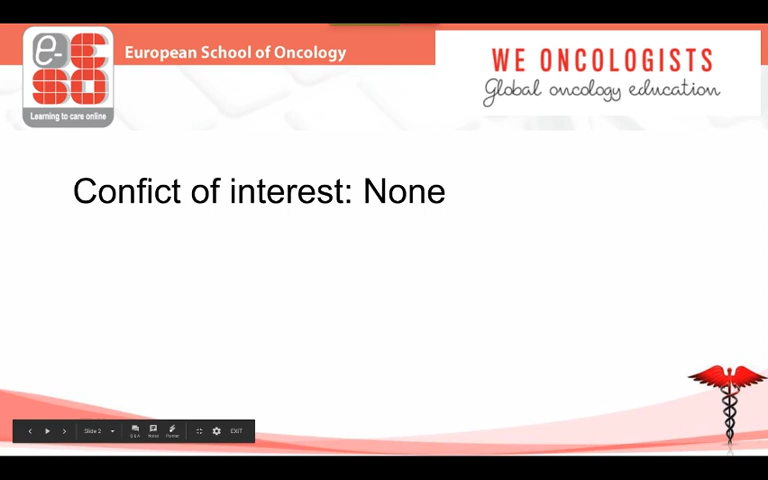 e-ESO
Learning to care online
European School of Oncology
WE ONCOLOGISTS
Global oncology education
Confict of interest: None
Slide 2
Q & A
Notes
Pointer
EXIT